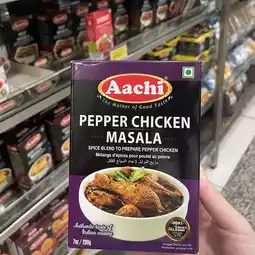 Aachi
The Mother of Good Taste
PEPPER CHICKEN
MASALA
SPICE BLEND TO PREPARE PEPPER CHICKEN
Mélange d'épices pour poulet au poivre
Authentic taste of
Indian cuisine
7oz / 200g